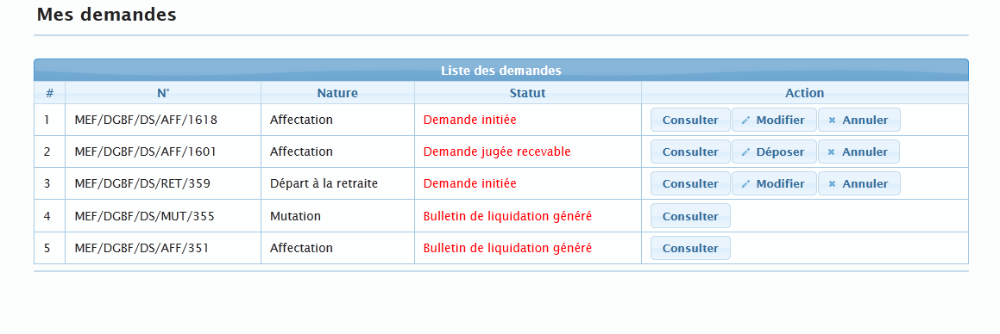 Mes demandes
Liste des demandes
# N° Nature Statut Action
1 MEF/DGBF/DS/AFF/1618 Affectation Demande initiée Consulter Modifier Annuler
2 MEF/DGBF/DS/AFF/1601 Affectation Demande jugée recevable Consulter Déposer Annuler
3 MEF/DGBF/DS/RET/359 Départ à la retraite Demande initiée Consulter Modifier Annuler
4 MEF/DGBF/DS/MUT/355 Mutation Bulletin de liquidation généré Consulter
5 MEF/DGBF/DS/AFF/351 Affectation Bulletin de liquidation généré Consulter